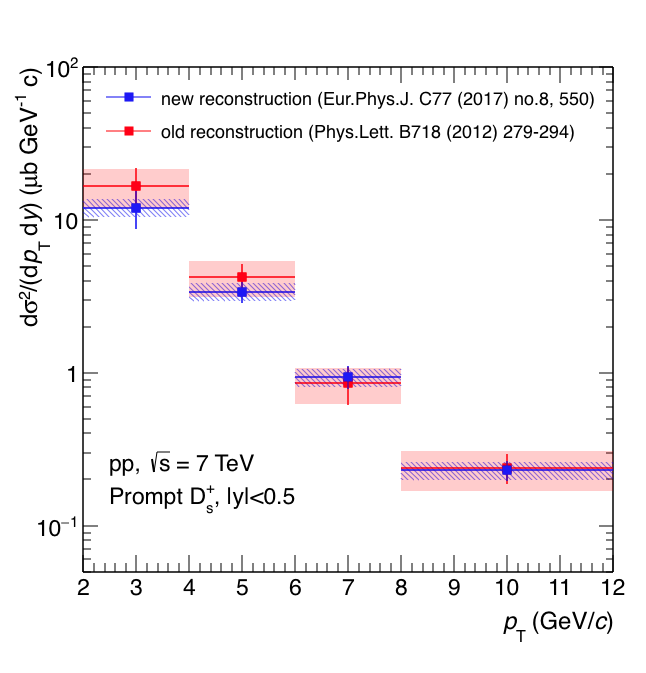 10²
new reconstruction (Eur.Phys.J. C77 (2017) no.8, 550)
old reconstruction (Phys.Lett. B718 (2012) 279-294)
dσ²/(dp_T dy) (μb GeV⁻¹ c)
10
1
10⁻¹
pp, √s = 7 TeV
Prompt D_s⁺, |y|<0.5
2 3 4 5 6 7 8 9 10 11 12
p_T (GeV/c)